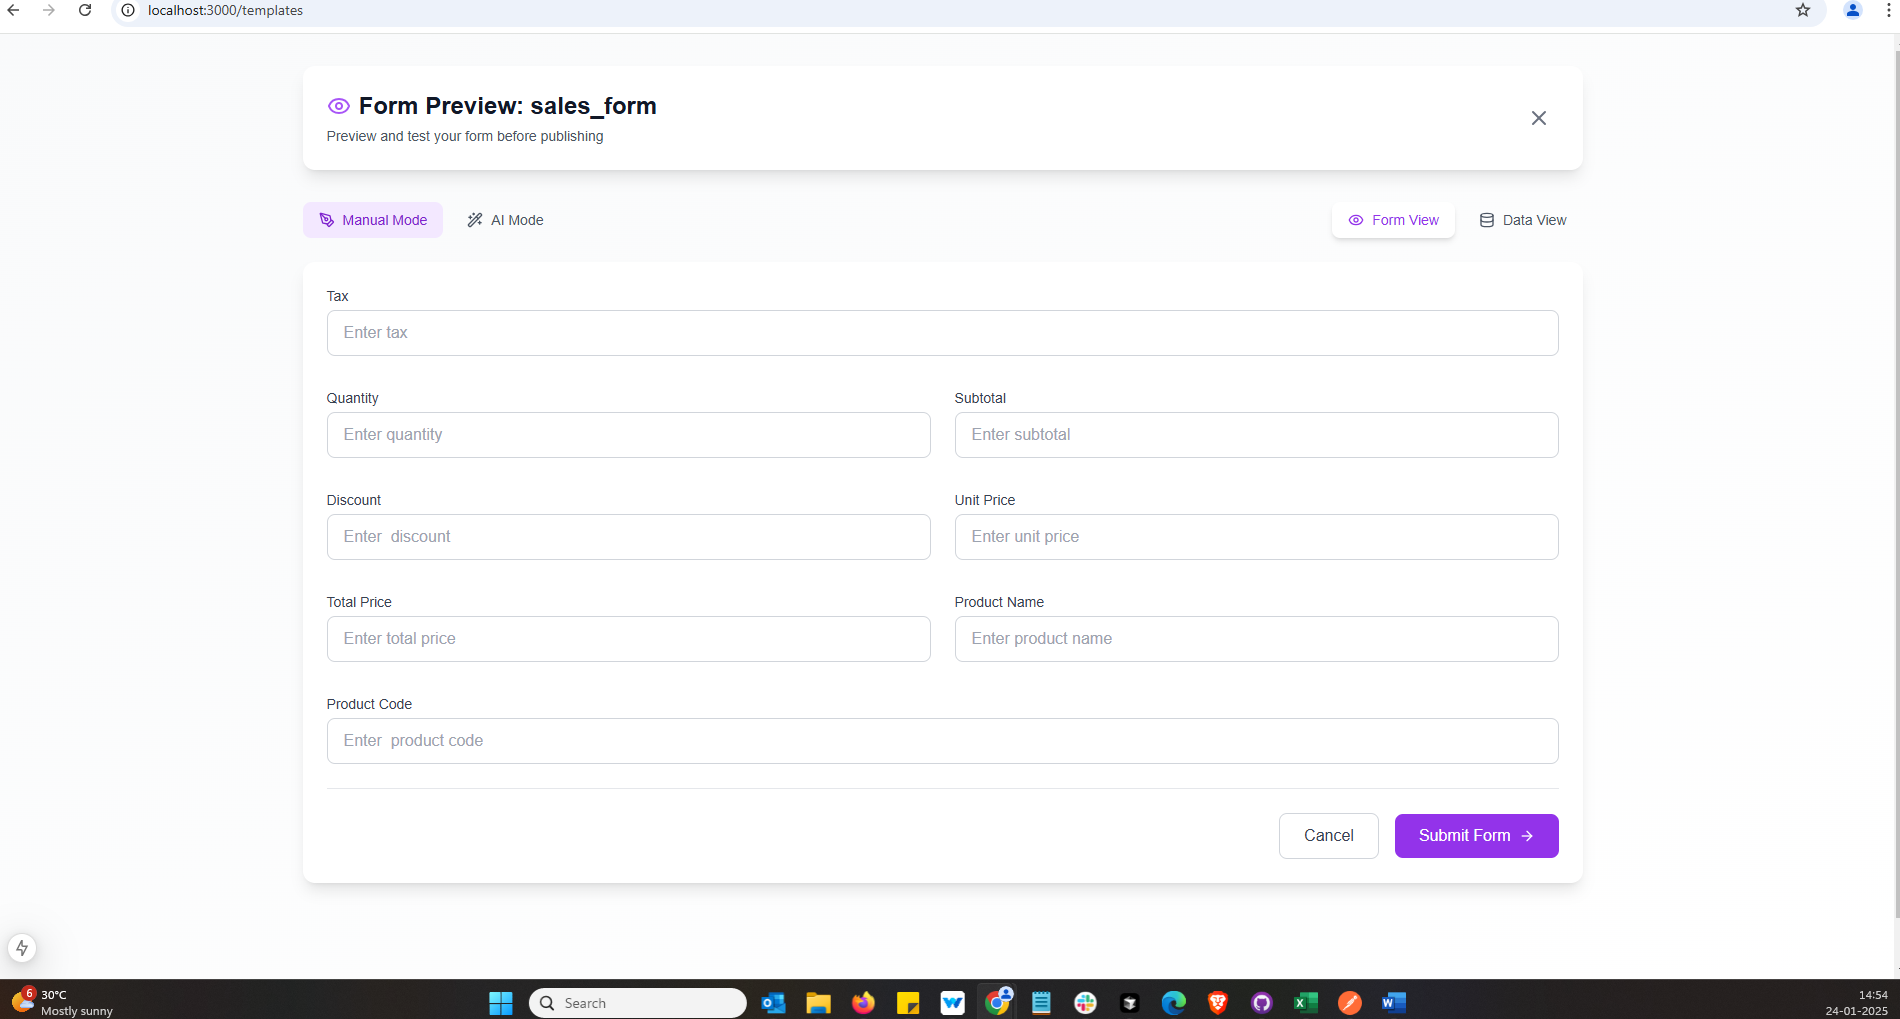 localhost:3000/templates
Form Preview: sales_form
Preview and test your form before publishing
Manual Mode AI Mode Form View Data View
Tax
Enter tax
Quantity Subtotal
Enter quantity Enter subtotal
Discount Unit Price
Enter  discount Enter unit price
Total Price Product Name
Enter total price Enter product name
Product Code
Enter  product code
Cancel Submit Form
6
30°C
Mostly sunny
Search
14:54
24-01-2025